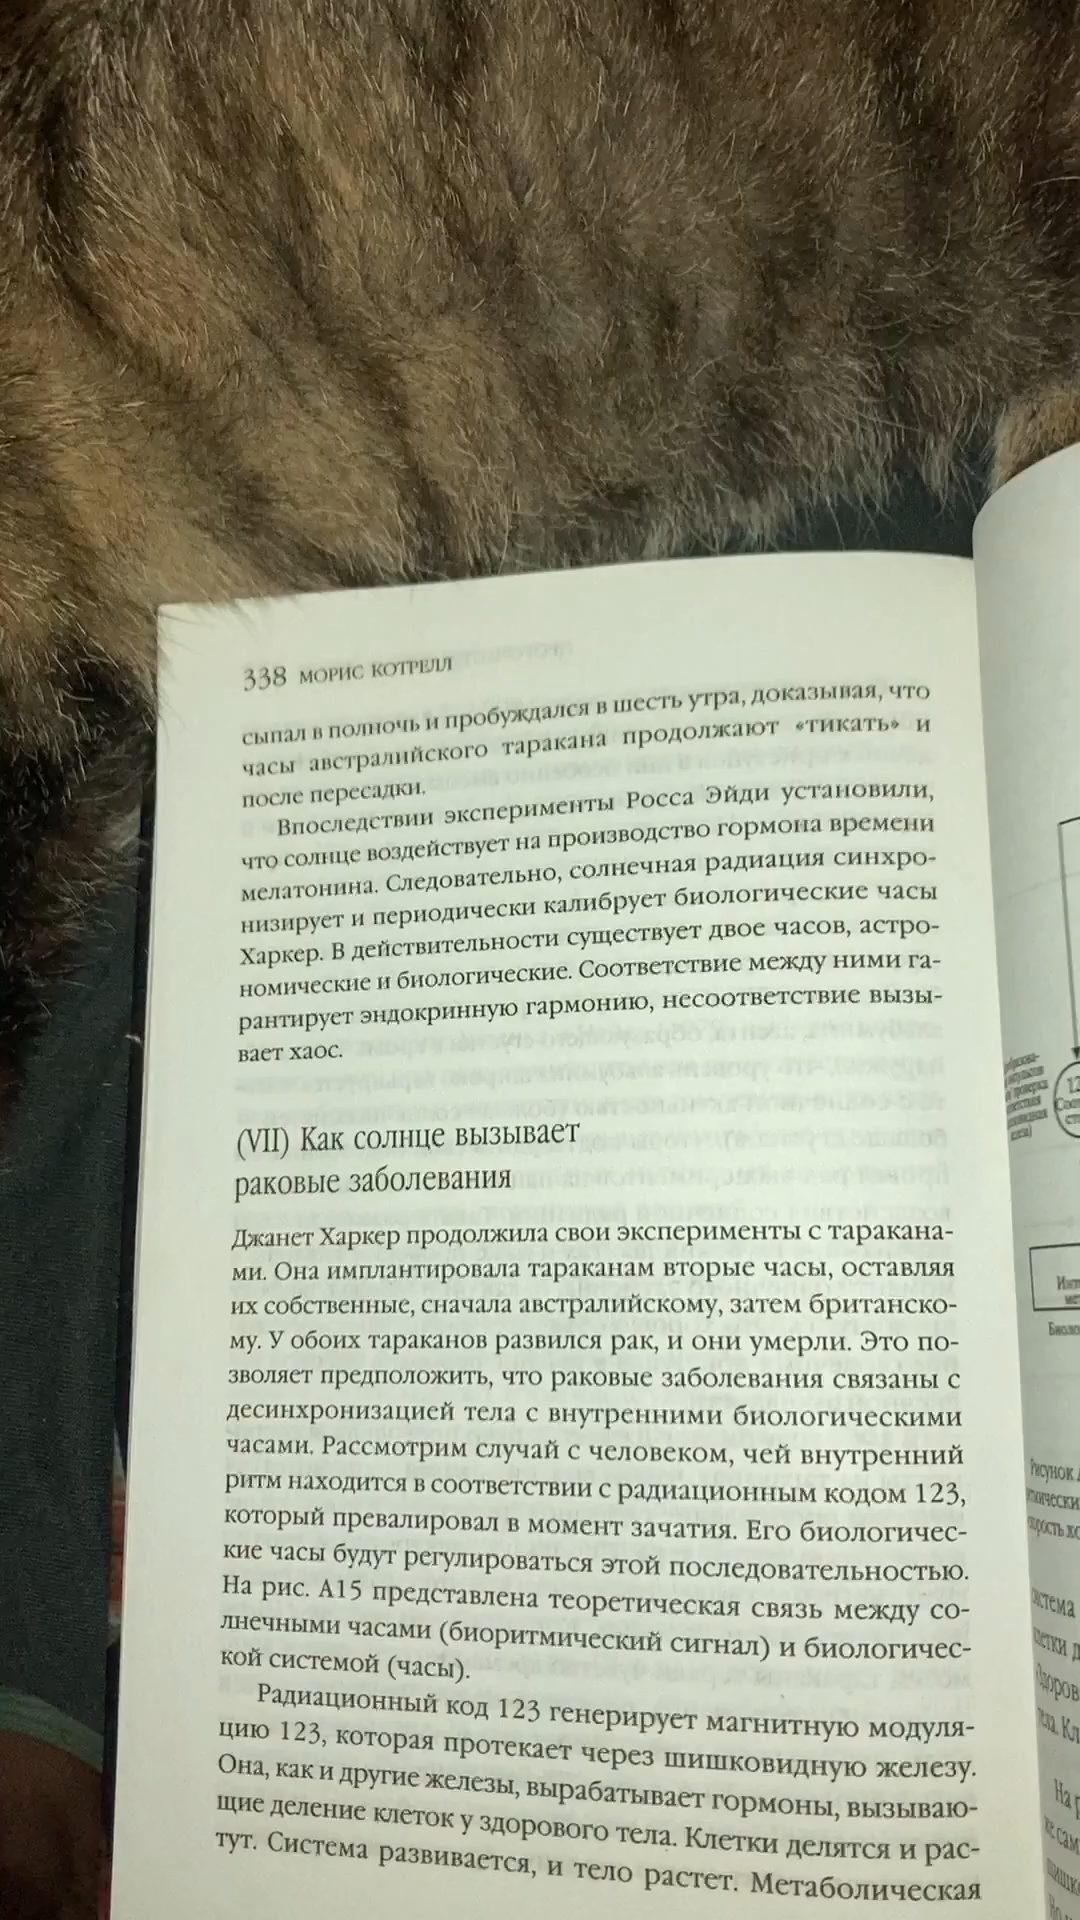 338 МОРИС КОТРЕЛЛ
сыпал в полночь и пробуждался в шесть утра, доказывая, что
часы австралийского таракана продолжают «тикать» и
после пересадки.
Впоследствии эксперименты Росса Эйди установили,
что солнце воздействует на производство гормона времени
мелатонина. Следовательно, солнечная радиация синхро-
низирует и периодически калибрует биологические часы
Харкер. В действительности существует двое часов, астро-
номические и биологические. Соответствие между ними га-
рантирует эндокринную гармонию, несоответствие вызы-
вает хаос.
(VII) Как солнце вызывает
раковые заболевания
Джанет Харкер продолжила свои эксперименты с таракана-
ми. Она имплантировала тараканам вторые часы, оставляя
их собственные, сначала австралийскому, затем британско-
му. У обоих тараканов развился рак, и они умерли. Это по-
зволяет предположить, что раковые заболевания связаны с
десинхронизацией тела с внутренними биологическими
часами. Рассмотрим случай с человеком, чей внутренний
ритм находится в соответствии с радиационным кодом 123,
который превалировал в момент зачатия. Его биологичес-
кие часы будут регулироваться этой последовательностью.
На рис. А15 представлена теоретическая связь между со-
лнечными часами (биоритмический сигнал) и биологичес-
кой системой (часы).
Радиационный код 123 генерирует магнитную модуля-
цию 123, которая протекает через шишковидную железу.
Она, как и другие железы, вырабатывает гормоны, вызываю-
щие деление клеток у здорового тела. Клетки делятся и рас-
тут. Система развивается, и тело растет. Метаболическая